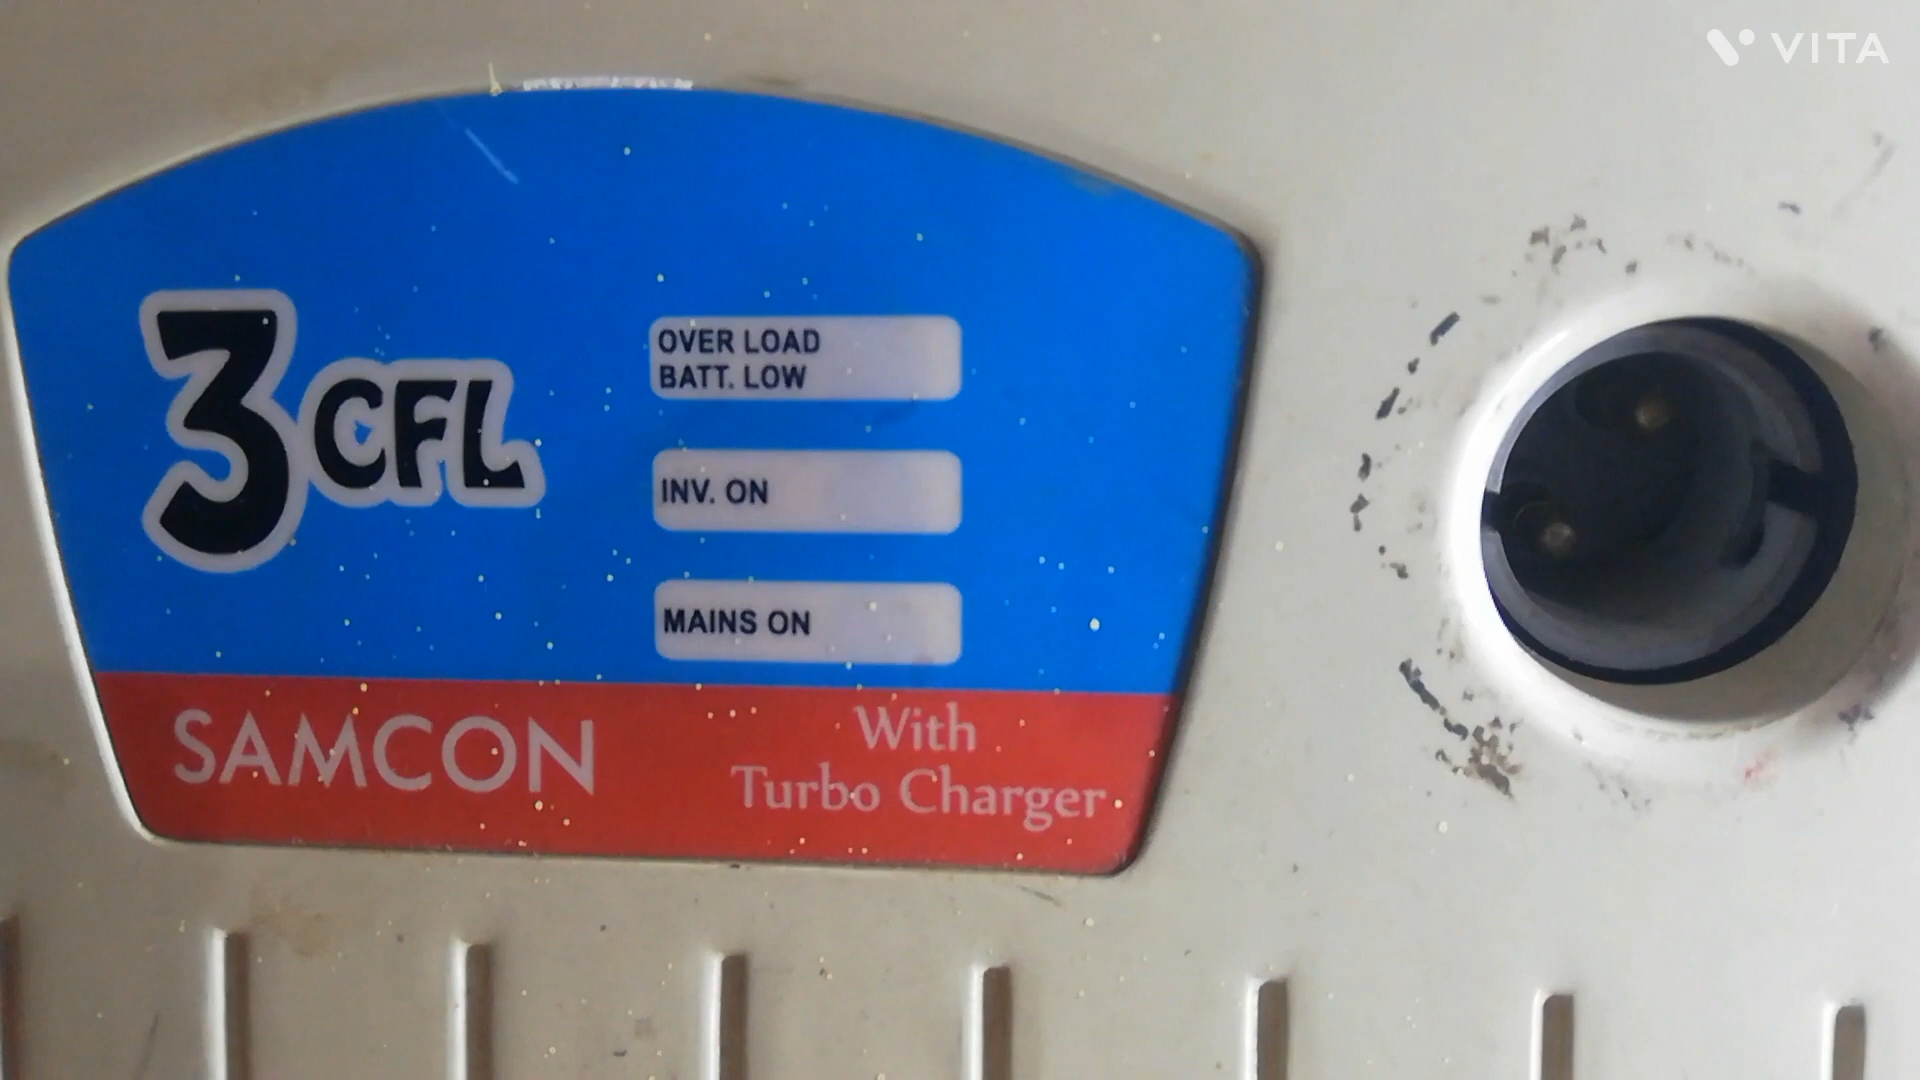 VITA
3 CFL
OVER LOAD
BATT. LOW
INV. ON
MAINS ON
SAMCON
With
Turbo Charger